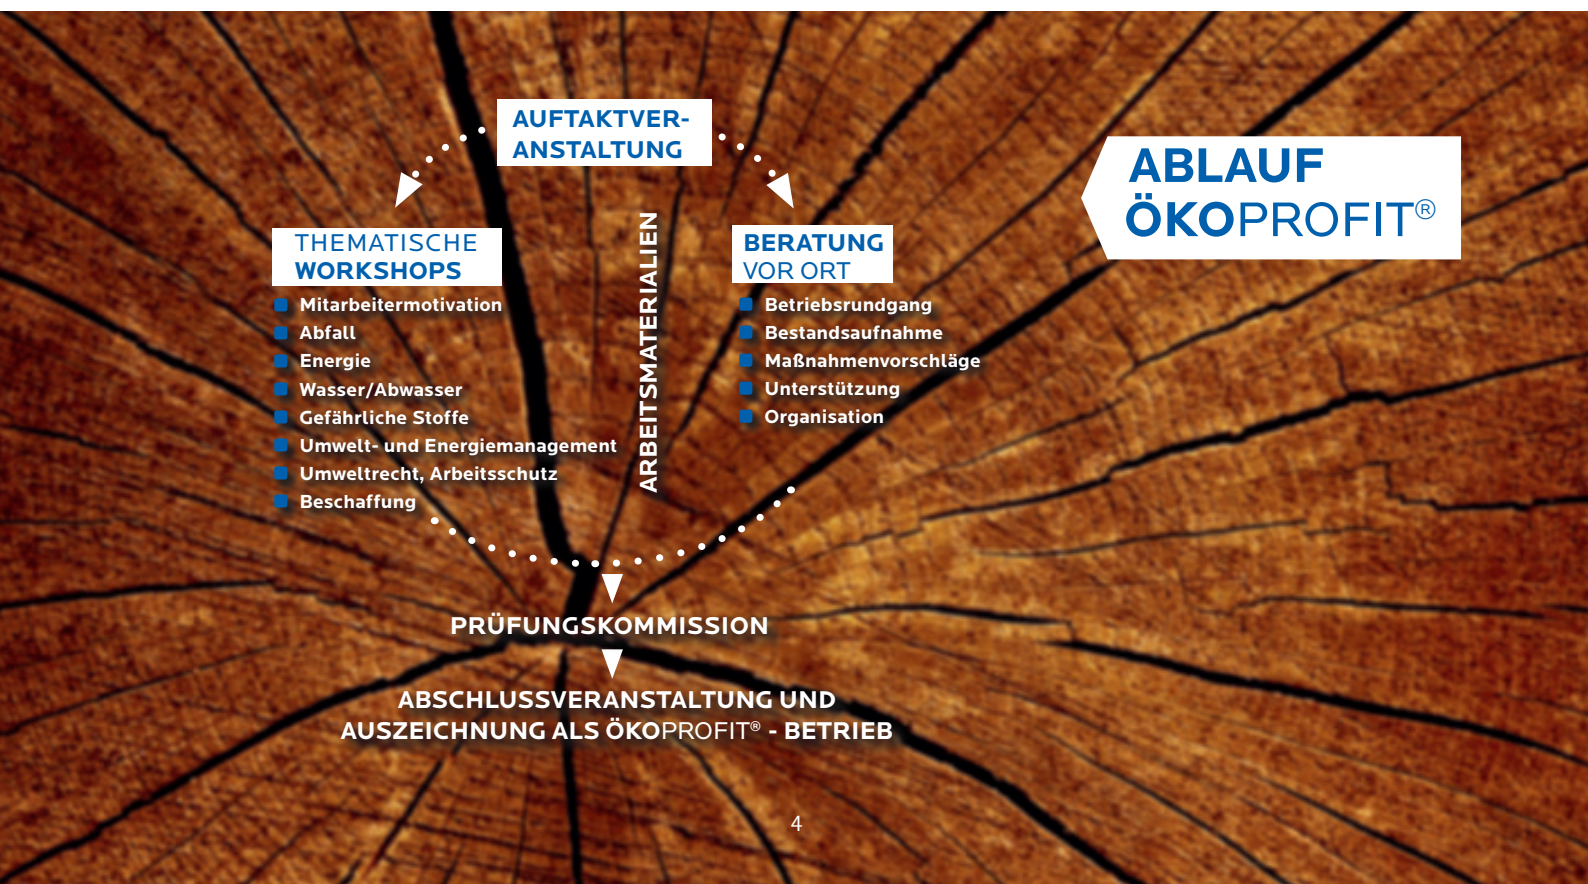 AUFTAKTVER-
ANSTALTUNG
ABLAUF
ÖKOPROFIT®
THEMATISCHE
WORKSHOPS
Mitarbeitermotivation
Abfall
Energie
Wasser/Abwasser
Gefährliche Stoffe
Umwelt- und Energiemanagement
Umweltrecht, Arbeitsschutz
Beschaffung
ARBEITSMATERIALIEN
BERATUNG
VOR ORT
Betriebsrundgang
Bestandsaufnahme
Maßnahmenvorschläge
Unterstützung
Organisation
PRÜFUNGSKOMMISSION
ABSCHLUSSVERANSTALTUNG UND
AUSZEICHNUNG ALS ÖKOPROFIT® - BETRIEB
4